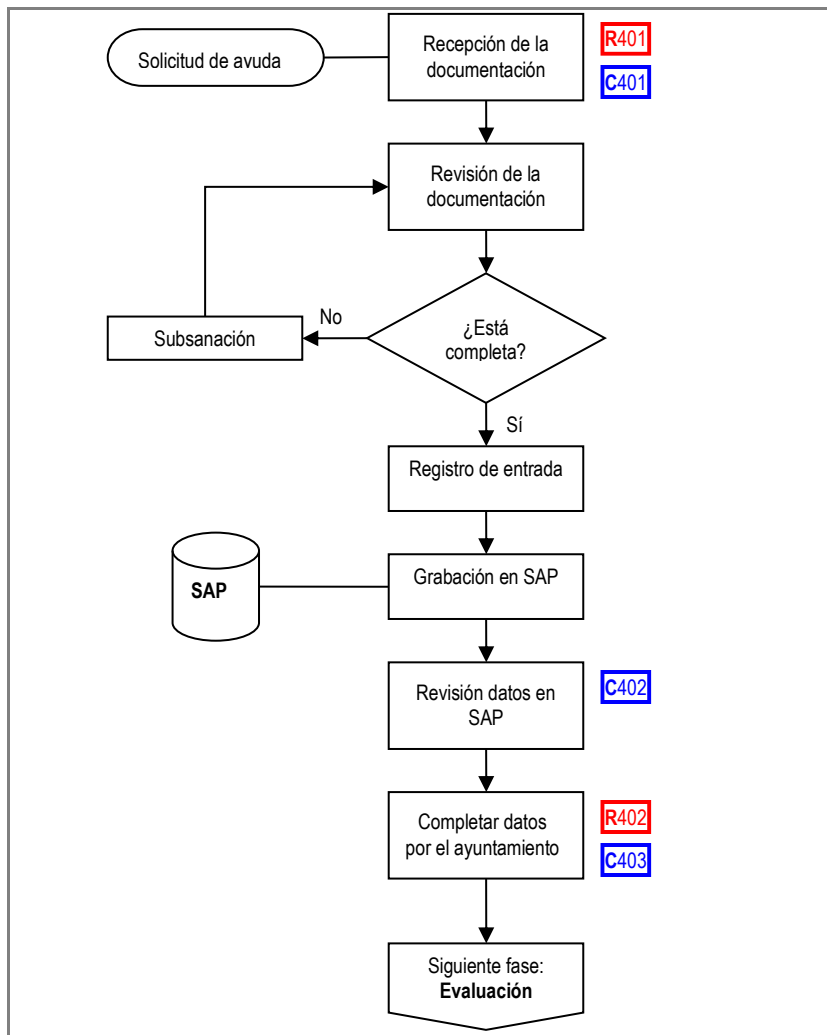 Solicitud de avuda
Recepción de la
documentación
R401
C401
Revisión de la
documentación
No
Subsanación
¿Está
completa?
Sí
Registro de entrada
SAP
Grabación en SAP
Revisión datos en
SAP
C402
Completar datos
por el ayuntamiento
R402
C403
Siguiente fase:
Evaluación